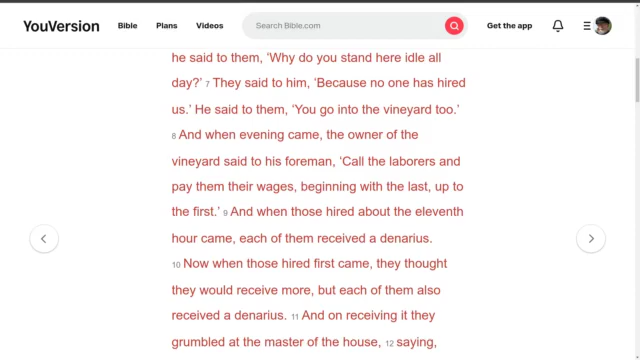 YouVersion Bible Plans Videos Search Bible.com Get the app
he said to them, ‘Why do you stand here idle all
day?’ 7 They said to him, ‘Because no one has hired
us.’ He said to them, ‘You go into the vineyard too.’
8 And when evening came, the owner of the
vineyard said to his foreman, ‘Call the laborers and
pay them their wages, beginning with the last, up to
the first.’ 9 And when those hired about the eleventh
hour came, each of them received a denarius.
10 Now when those hired first came, they thought
they would receive more, but each of them also
received a denarius. 11 And on receiving it they
grumbled at the master of the house, 12 saying,